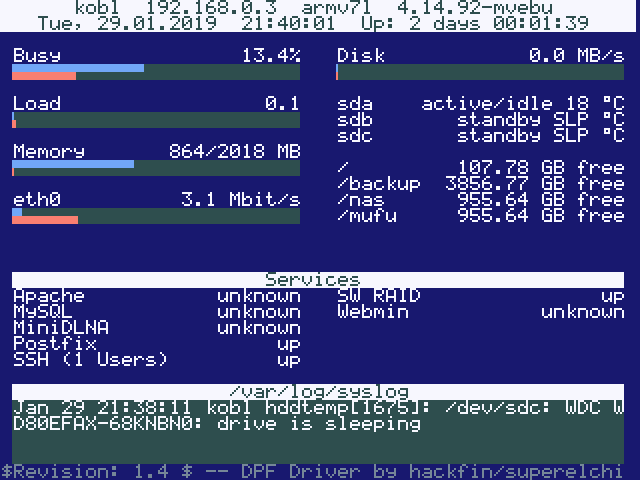 kobl 192.168.0.3 armv7l 4.14.92-mvebu
Tue, 29.01.2019 21:40:01 Up: 2 days 00:01:39
Busy 13.4%
Load 0.1
Memory 864/2018 MB
eth0 3.1 Mbit/s
Disk 0.0 MB/s
sda active/idle 18 °C
sdb standby SLP °C
sdc standby SLP °C
/ 107.78 GB free
/backup 3856.77 GB free
/nas 955.64 GB free
/mufu 955.64 GB free
Services
Apache unknown
MySQL unknown
MiniDLNA unknown
Postfix up
SSH (1 Users) up
SW RAID up
Webmin unknown
/var/log/syslog
Jan 29 21:38:11 kobl hddtemp[1675]: /dev/sdc: WDC W
D80EFAX-68KNBN0: drive is sleeping
$Revision: 1.4 $ -- DPF Driver by hackfin/superelchi